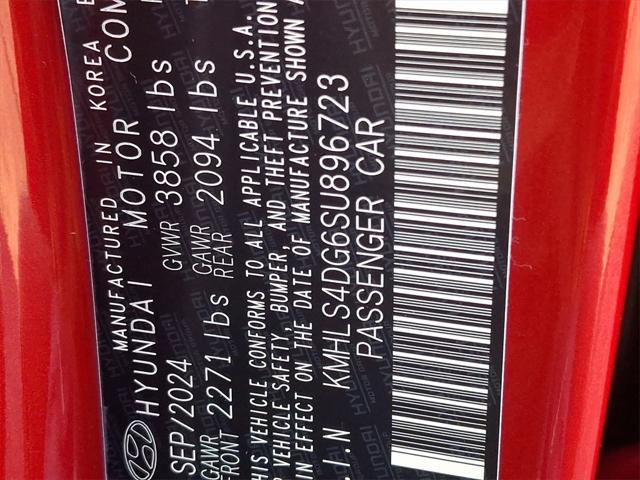 MANUFACTURED IN KOREA
HYUNDAI MOTOR COM
SEP/2024 GVWR 3858 lbs
GAWR FRONT 2271 lbs GAWR REAR 2094 lbs
THIS VEHICLE CONFORMS TO ALL APPLICABLE U.S.A.
VEHICLE SAFETY, BUMPER, AND THEFT PREVENTION
IN EFFECT ON THE DATE OF MANUFACTURE SHOWN A
.I.N KMHLS4DG6SU896723
PASSENGER CAR